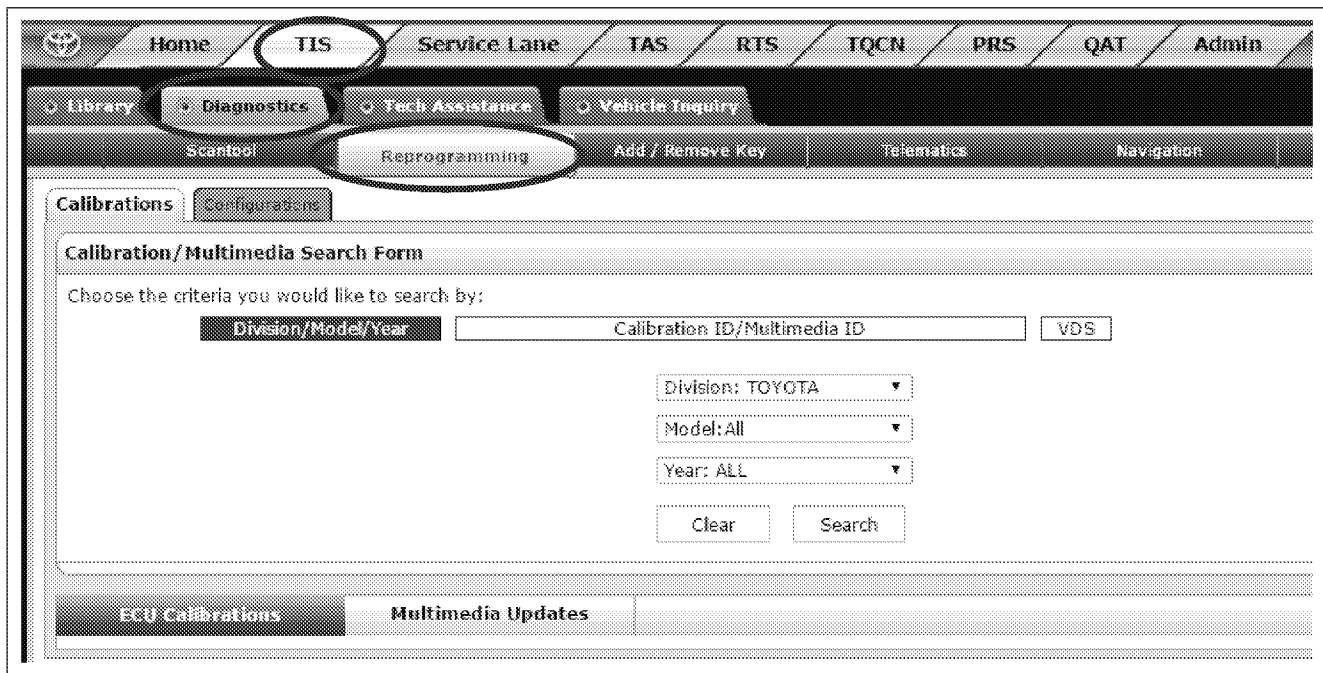 Home TIS Service Lane TAS RTS TQCN PRS QAT Admin
Library Diagnostics Tech Assistance Vehicle Inquiry
Scantool Reprogramming Add / Remove Key Telematics Navigation
Calibrations Configurations
Calibration/Multimedia Search Form
Choose the criteria you would like to search by:
Division/Model/Year Calibration ID/Multimedia ID VDS
Division: TOYOTA
Model:All
Year: ALL
Clear Search
ECU Calibrations Multimedia Updates